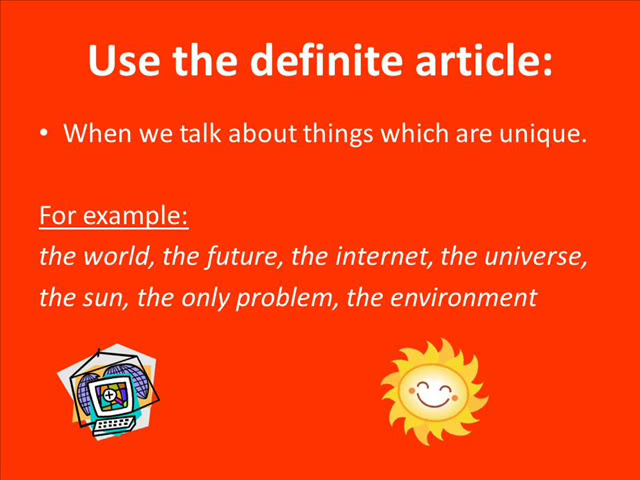 Use the definite article:
• When we talk about things which are unique.
For example:
the world, the future, the internet, the universe,
the sun, the only problem, the environment